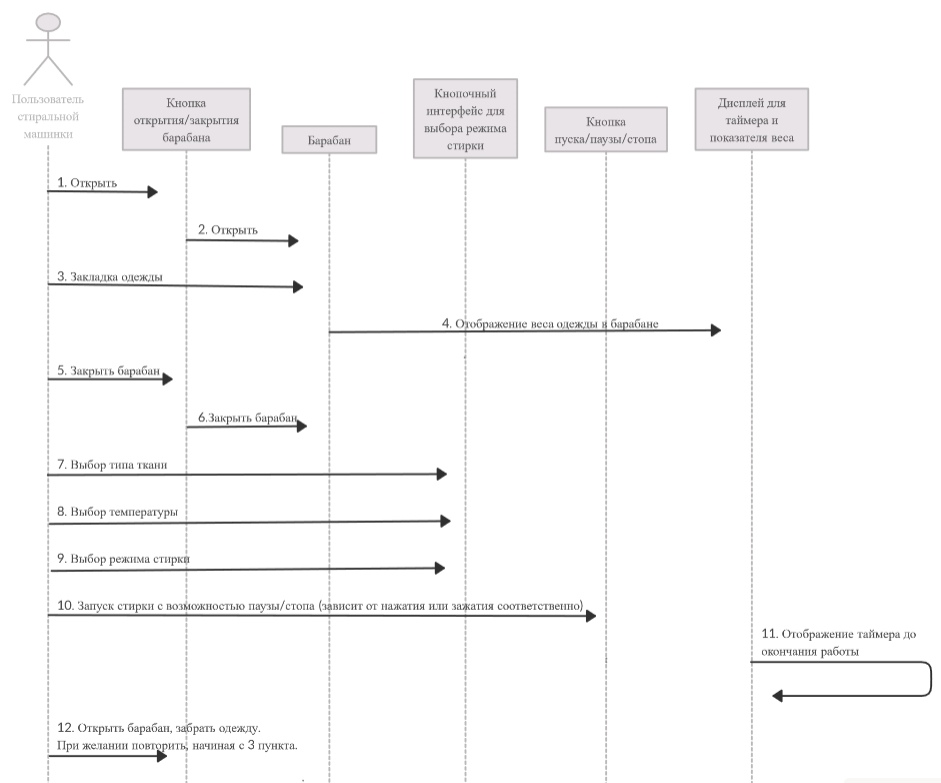 Пользователь
стиральной
машинки
Кнопка
открытия/закрытия
барабана
Барабан
Кнопочный
интерфейс для
выбора режима
стирки
Кнопка
пуска/паузы/стопа
Дисплей для
таймера и
показателя веса
1. Открыть
2. Открыть
3. Закладка одежды
4. Отображение веса одежды в барабане
5. Закрыть барабан
6.Закрыть барабан
7. Выбор типа ткани
8. Выбор температуры
9. Выбор режима стирки
10. Запуск стирки с возможностью паузы/стопа (зависит от нажатия или зажатия соответственно)
11. Отображение таймера до
окончания работы
12. Открыть барабан, забрать одежду.
При желании повторить, начиная с 3 пункта.